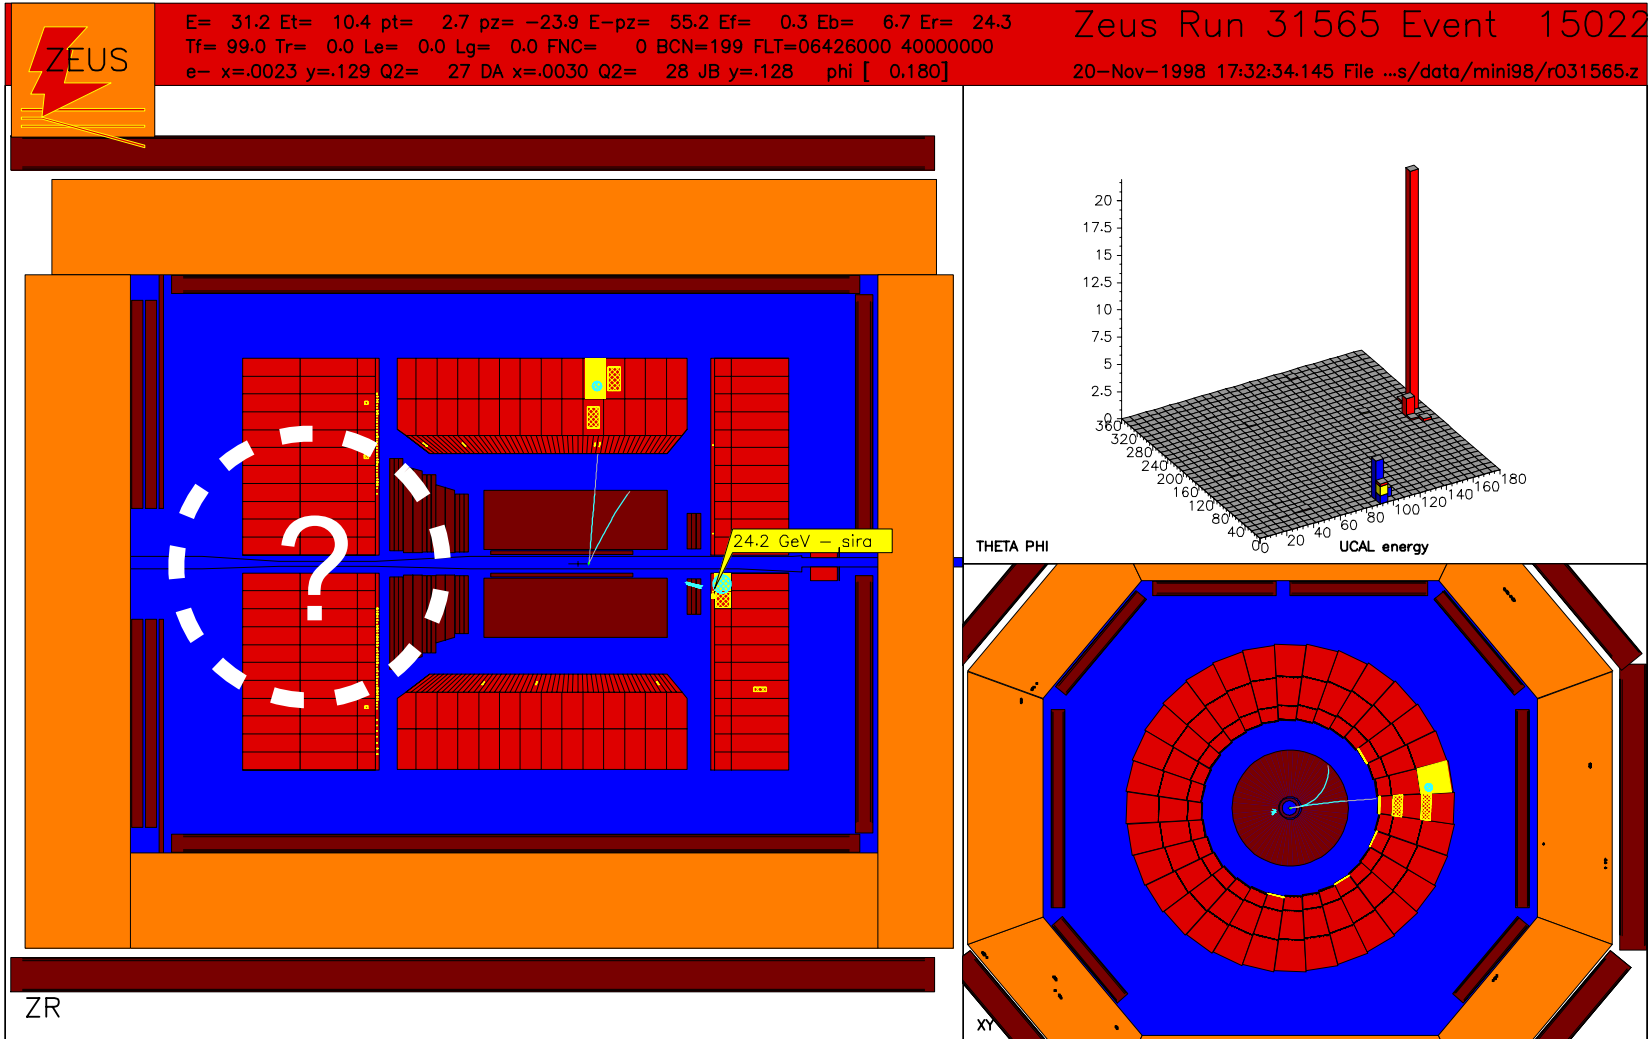 ZEUS
E= 31.2 Et= 10.4 pt= 2.7 pz= -23.9 E-pz= 55.2 Ef= 0.3 Eb= 6.7 Er= 24.3
Tf= 99.0 Tr= 0.0 Le= 0.0 Lg= 0.0 FNC= 0 BCN=199 FLT=06426000 40000000
e- x=.0023 y=.129 Q2= 27 DA x=.0030 Q2= 28 JB y=.128 phi [ 0.180]
Zeus Run 31565 Event 15022
20-Nov-1998 17:32:34.145 File ...s/data/mini98/r031565.z
?
24.2 GeV - sira
ZR
20
17.5
15
12.5
10
7.5
5
2.5
0
360
320
280
240
200
160
120
80
40
0
0
20
40
60
80
100
120
140
160
180
THETA PHI
UCAL energy
XY